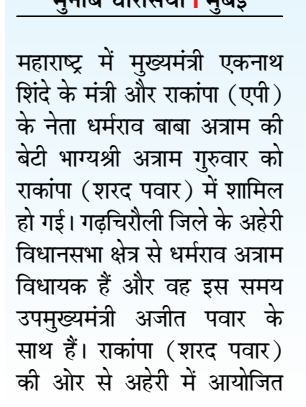 महाराष्ट्र में मुख्यमंत्री एकनाथ
शिंदे के मंत्री और राकांपा (एपी)
के नेता धर्मराव बाबा अत्राम की
बेटी भाग्यश्री अत्राम गुरुवार को
राकांपा (शरद पवार) में शामिल
हो गई। गढ़चिरौली जिले के अहेरी
विधानसभा क्षेत्र से धर्मराव अत्राम
विधायक हैं और वह इस समय
उपमुख्यमंत्री अजीत पवार के
साथ हैं। राकांपा (शरद पवार)
की ओर से अहेरी में आयोजित